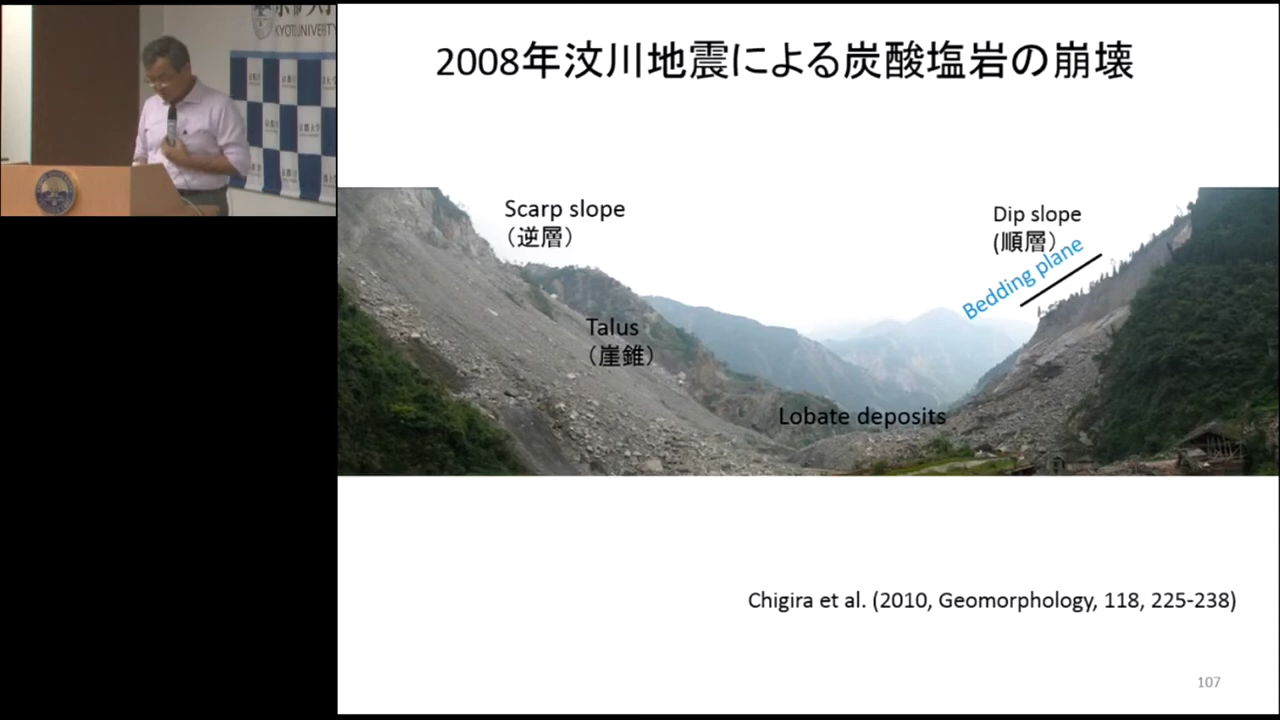 KYOTO UNIVERSITY
2008年汶川地震による炭酸塩岩の崩壊
Scarp slope
（逆層）
Dip slope
(順層）
Bedding plane
Talus
（崖錐）
Lobate deposits
Chigira et al. (2010, Geomorphology, 118, 225-238)
107